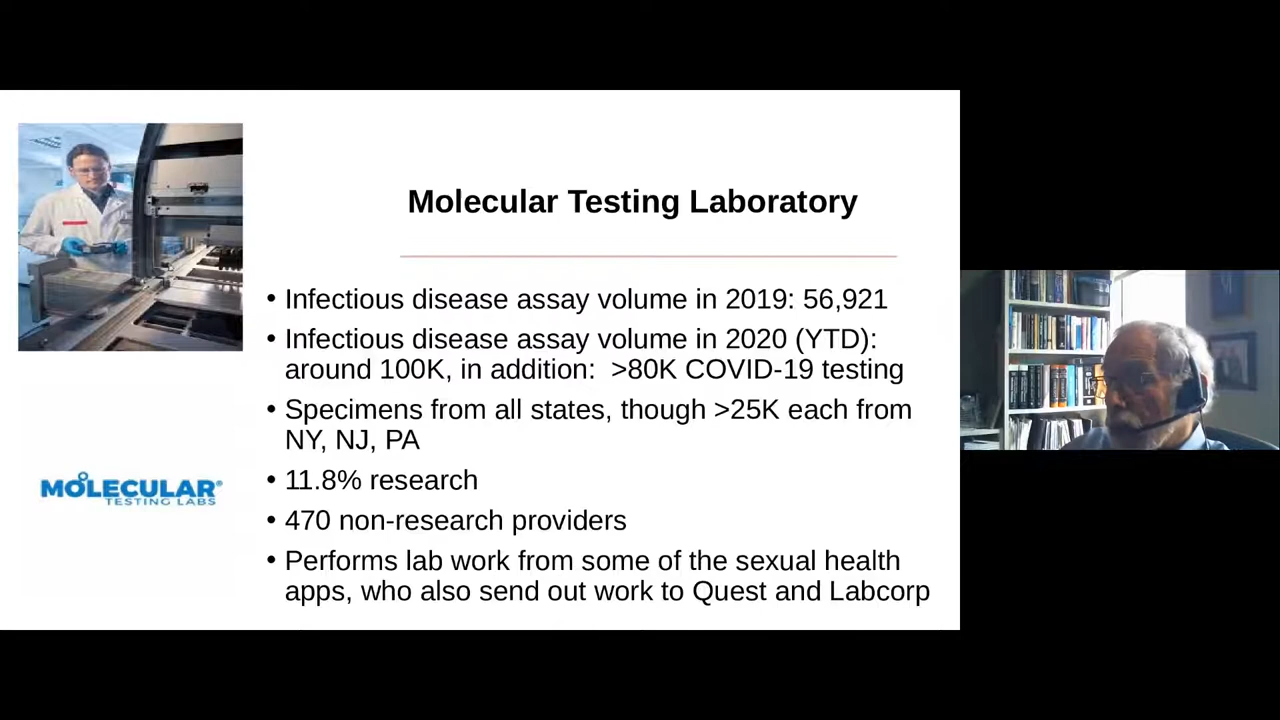 Molecular Testing Laboratory
• Infectious disease assay volume in 2019: 56,921
• Infectious disease assay volume in 2020 (YTD):
around 100K, in addition:  >80K COVID-19 testing
• Specimens from all states, though >25K each from
NY, NJ, PA
• 11.8% research
• 470 non-research providers
• Performs lab work from some of the sexual health
apps, who also send out work to Quest and Labcorp
MOLECULAR®
TESTING LABS